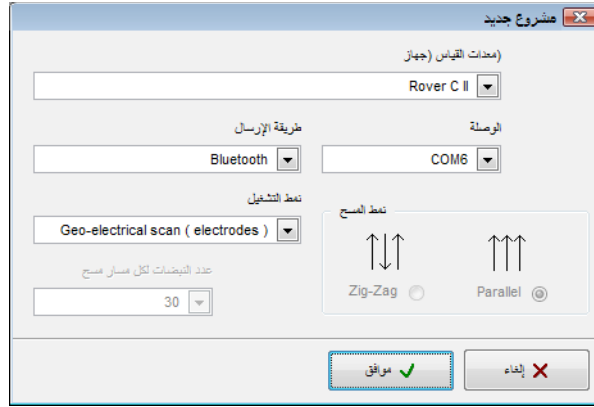 مشروع جديد
(معدات القياس (جهاز
Rover C II
الوصلة
طريقة الإرسال
COM6
Bluetooth
نمط التشغيل
Geo-electrical scan ( electrodes )
نمط المسح
Parallel
Zig-Zag
عدد النبضات لكل مسار مسح
30
إلغاء
موافق